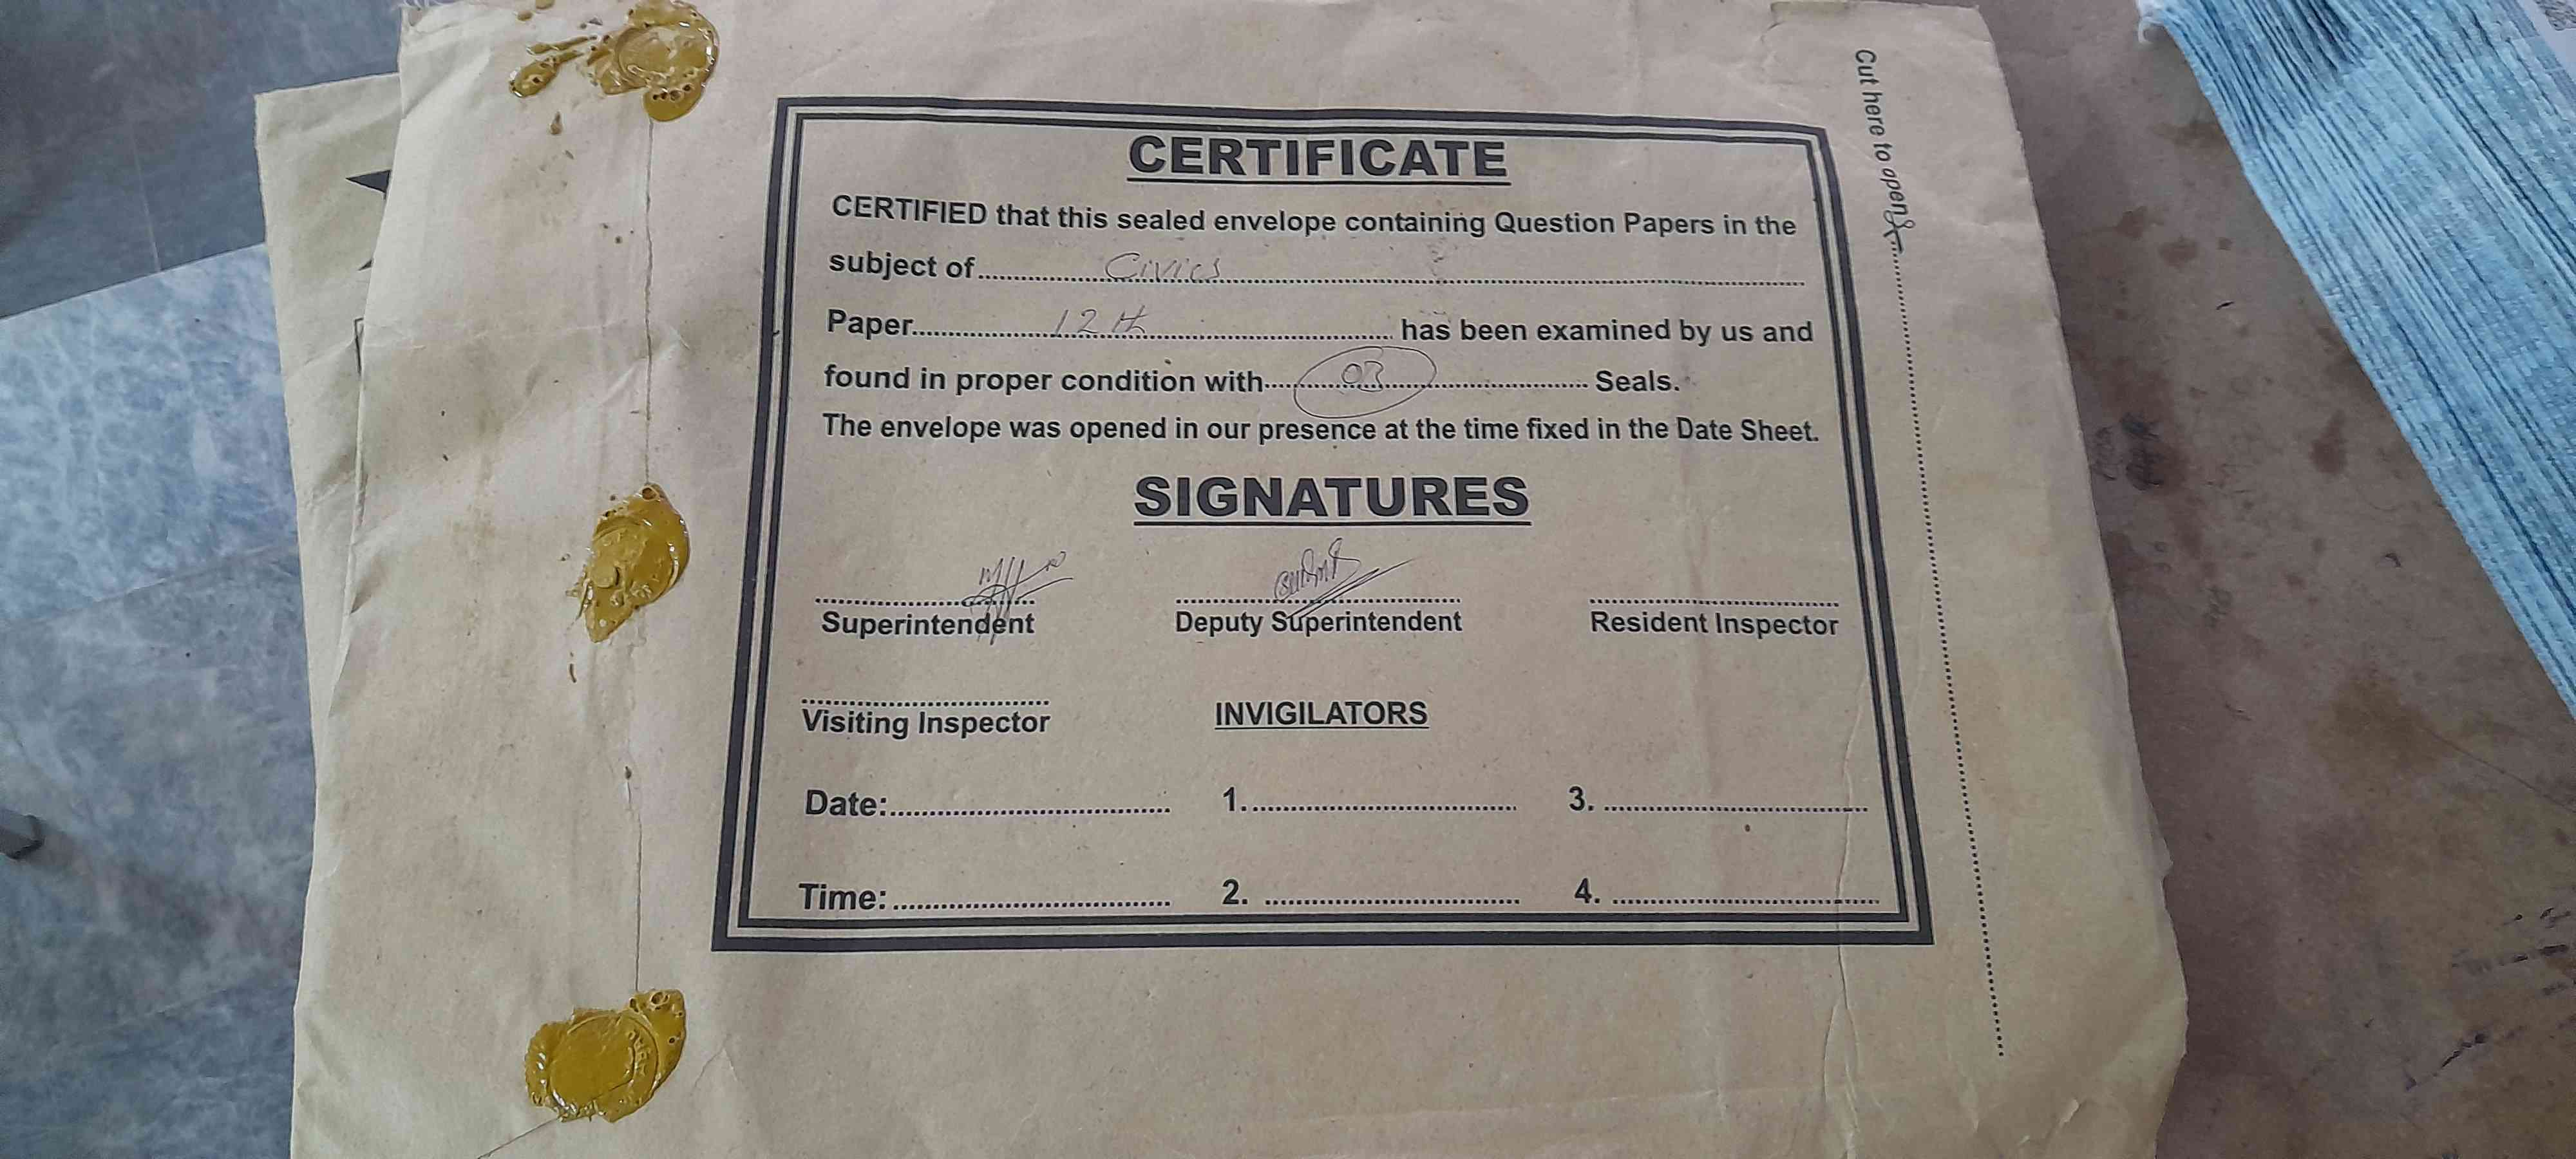 Cut here to open
CERTIFICATE
CERTIFIED that this sealed envelope containing Question Papers in the
subject of........Civics........
Paper........12th........ has been examined by us and
found in proper condition with........03........ Seals.
The envelope was opened in our presence at the time fixed in the Date Sheet.
SIGNATURES
Superintendent Deputy Superintendent Resident Inspector
Visiting Inspector INVIGILATORS
Date:........ 1......... 3. ........
Time:........ 2. ........ 4. ........